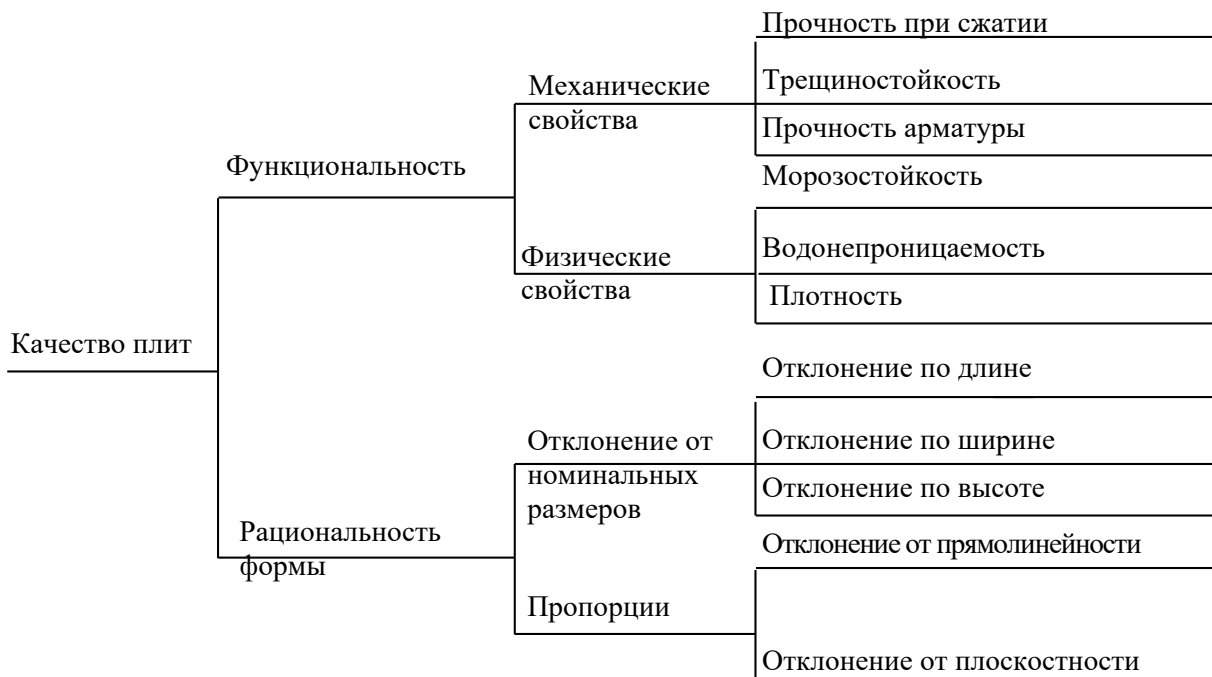 Прочность при сжатии
Механические
свойства
Трещиностойкость
Прочность арматуры
Функциональность
Морозостойкость
Физические
свойства
Водонепроницаемость
Плотность
Качество плит
Отклонение по длине
Отклонение от
номинальных
размеров
Отклонение по ширине
Отклонение по высоте
Рациональность
формы
Отклонение от прямолинейности
Пропорции
Отклонение от плоскостности